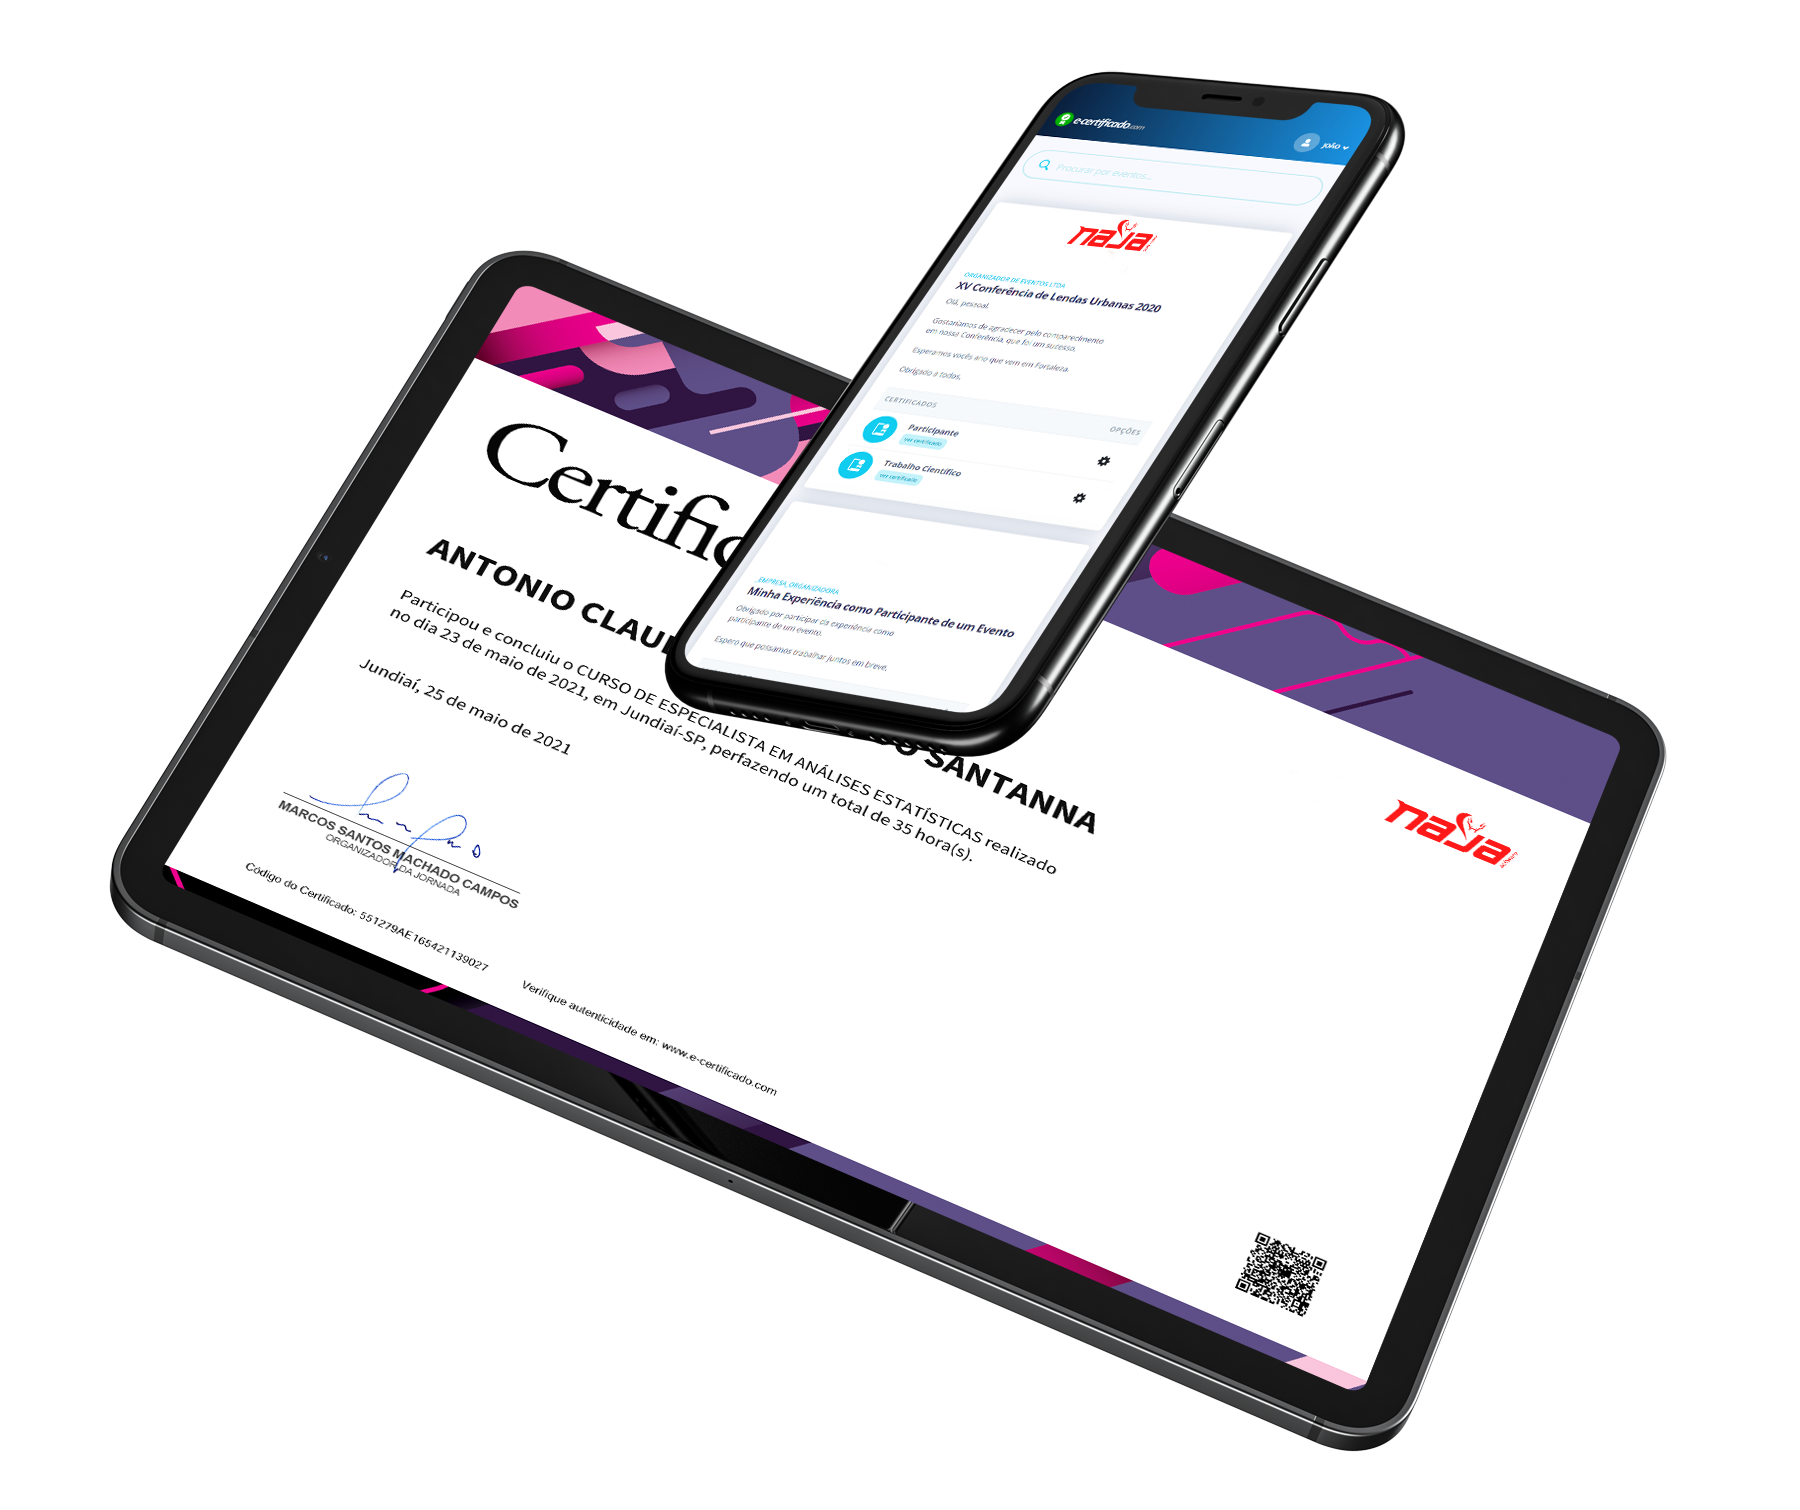 e-certificado.com
JOÃO
Procurar por eventos...
naja
ORGANIZADOR DE EVENTOS LTDA
XV Conferência de Lendas Urbanas 2020
Olá, pessoal.
Gostaríamos de agradecer pelo comparecimento
em nossa Conferência, que foi um sucesso.
Esperamos vocês ano que vem em Fortaleza.
Obrigado a todos.
CERTIFICADOS
OPÇÕES
Participante
Ver certificado
Trabalho Científico
Ver certificado
EMPRESA ORGANIZADORA
Minha Experiência como Participante de um Evento
Obrigado por participar da experiência como
participante de um evento.
Espero que possamos trabalhar juntos em breve.
Certific
ANTONIO CLAU SANTANNA
Participou e concluiu o CURSO DE ESPECIALISTA EM ANÁLISES ESTATÍSTICAS realizado
no dia 23 de maio de 2021, em Jundiaí-SP, perfazendo um total de 35 hora(s).
Jundiaí, 25 de maio de 2021
MARCOS SANTOS MACHADO CAMPOS
ORGANIZADOR DA JORNADA
Código do Certificado: 551279AE165421139027
Verifique autenticidade em: www.e-certificado.com
naja